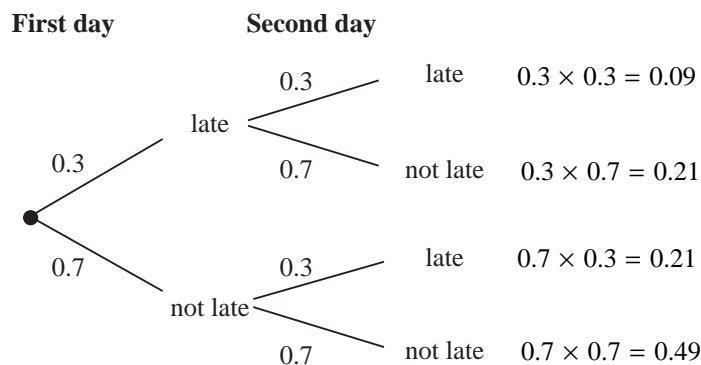 First day Second day
0.3 late 0.3 × 0.3 = 0.09
late
0.3
0.7 not late 0.3 × 0.7 = 0.21
0.7 0.3 late 0.7 × 0.3 = 0.21
not late
0.7 not late 0.7 × 0.7 = 0.49